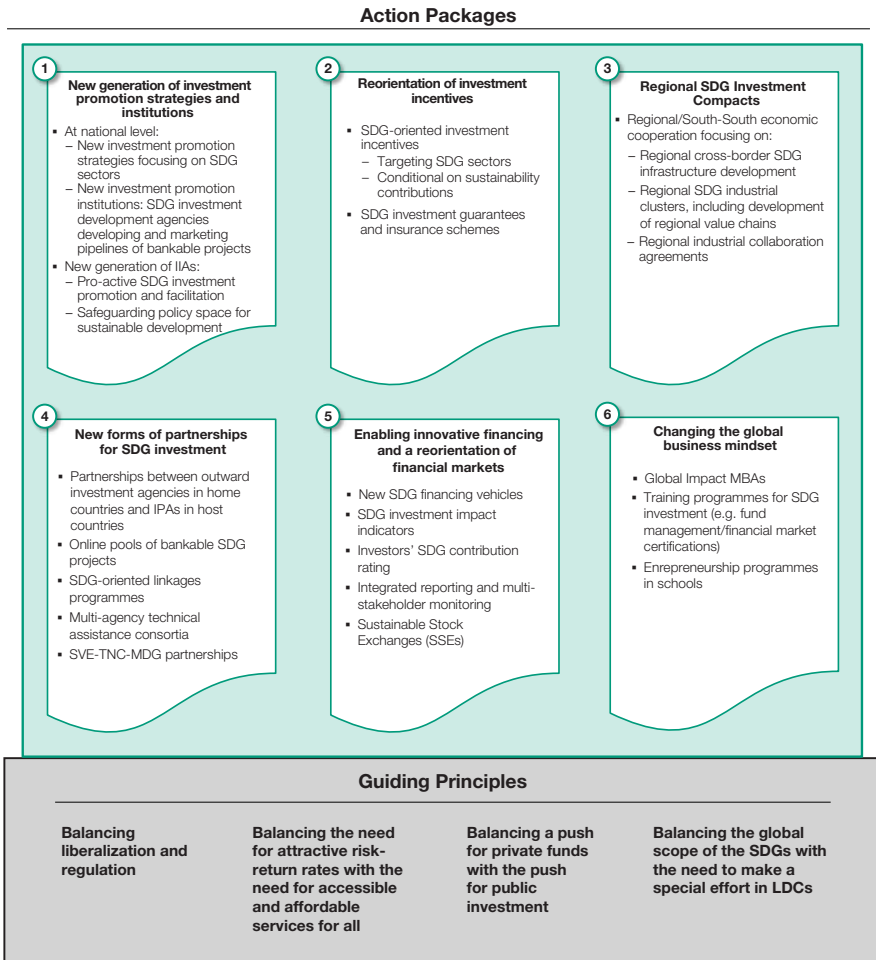 Action Packages
1
New generation of investment
promotion strategies and
institutions
▪ At national level:
– New investment promotion
strategies focusing on SDG
sectors
– New investment promotion
institutions: SDG investment
development agencies
developing and marketing
pipelines of bankable projects
▪ New generation of IIAs:
– Pro-active SDG investment
promotion and facilitation
– Safeguarding policy space for
sustainable development
2
Reorientation of investment
incentives
▪ SDG-oriented investment
incentives
– Targeting SDG sectors
– Conditional on sustainability
contributions
▪ SDG investment guarantees
and insurance schemes
3
Regional SDG Investment
Compacts
▪ Regional/South-South economic
cooperation focusing on:
– Regional cross-border SDG
infrastructure development
– Regional SDG industrial
clusters, including development
of regional value chains
– Regional industrial collaboration
agreements
4
New forms of partnerships
for SDG investment
▪ Partnerships between outward
investment agencies in home
countries and IPAs in host
countries
▪ Online pools of bankable SDG
projects
▪ SDG-oriented linkages
programmes
▪ Multi-agency technical
assistance consortia
▪ SVE-TNC-MDG partnerships
5
Enabling innovative financing
and a reorientation of
financial markets
▪ New SDG financing vehicles
▪ SDG investment impact
indicators
▪ Investors’ SDG contribution
rating
▪ Integrated reporting and multi-
stakeholder monitoring
▪ Sustainable Stock
Exchanges (SSEs)
6
Changing the global
business mindset
▪ Global Impact MBAs
▪ Training programmes for SDG
investment (e.g. fund
management/financial market
certifications)
▪ Enrepreneurship programmes
in schools
Guiding Principles
Balancing
liberalization and
regulation
Balancing the need
for attractive risk-
return rates with the
need for accessible
and affordable
services for all
Balancing a push
for private funds
with the push
for public
investment
Balancing the global
scope of the SDGs with
the need to make a
special effort in LDCs